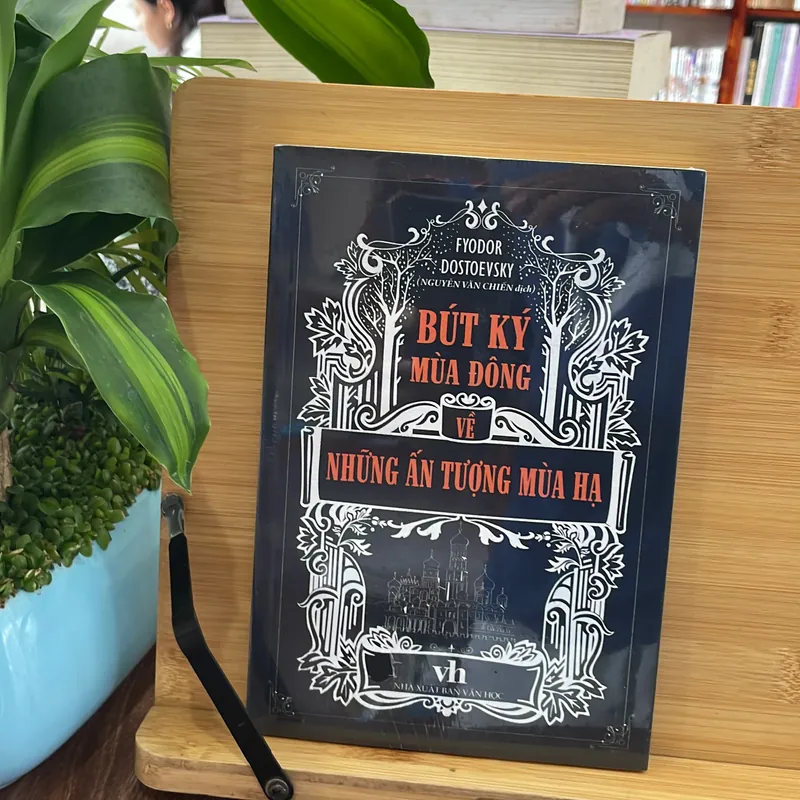 FYODOR
DOSTOEVSKY
(NGUYỄN VĂN CHIẾN dịch)
BÚT KÝ
MÙA ĐÔNG
VỀ
NHỮNG ẤN TƯỢNG MÙA HẠ
vh
NHÀ XUẤT BẢN VĂN HỌC